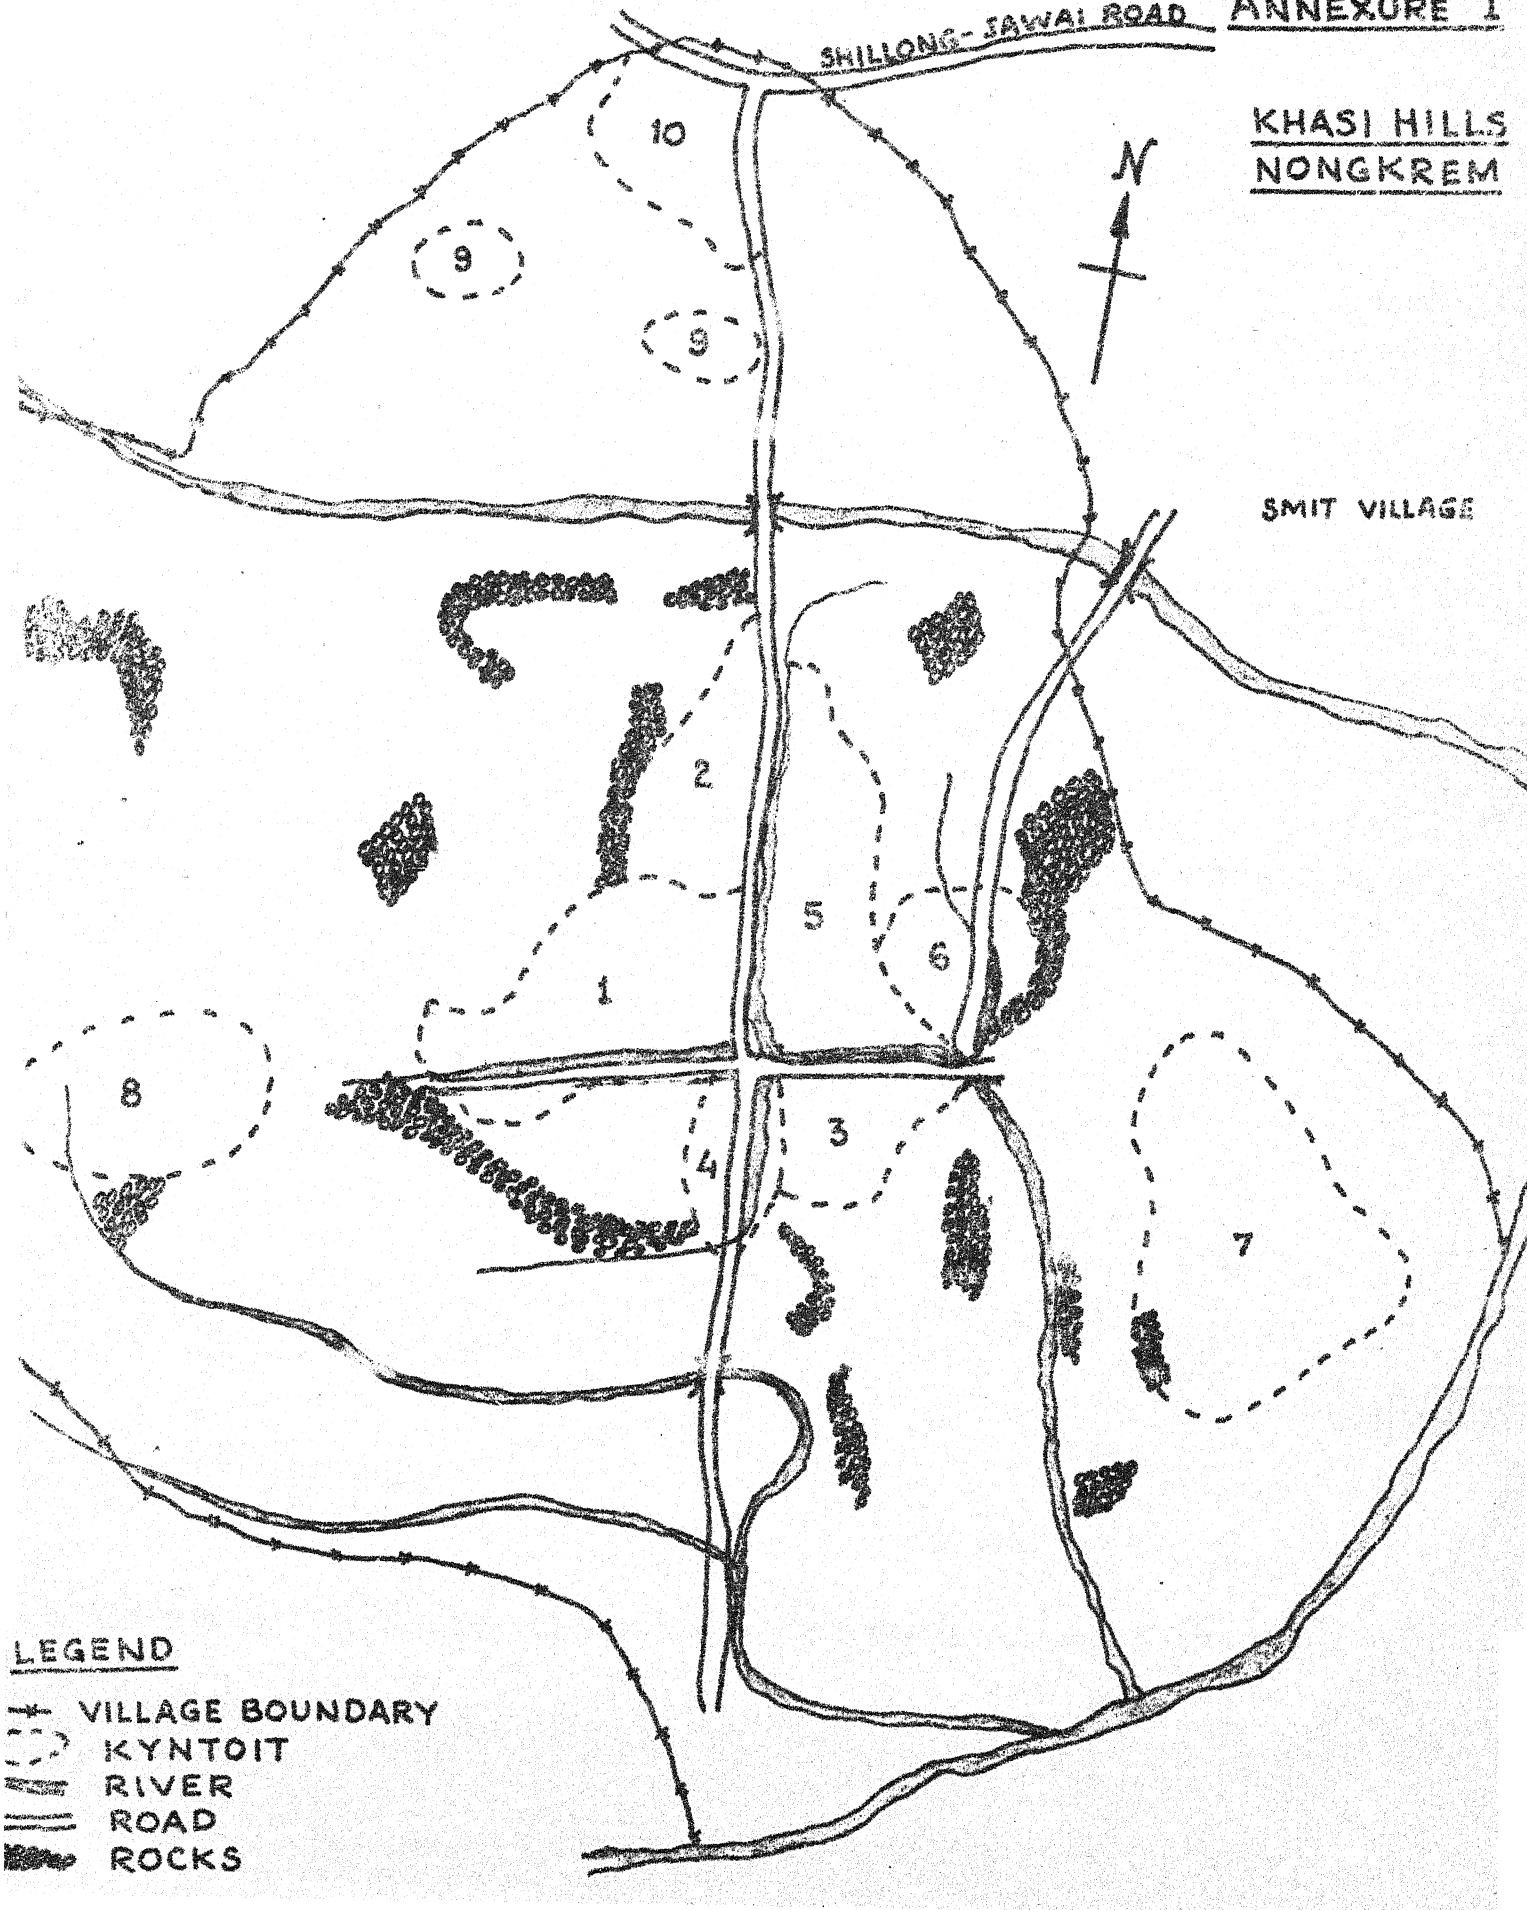 ANNEXURE 1
SHILLONG-JAWAI ROAD
KHASI HILLS
NONGKREM
N
10
9
9
SMIT VILLAGE
2
5
6
1
8
3
4
7
LEGEND
VILLAGE BOUNDARY
KYNTOIT
RIVER
ROAD
ROCKS